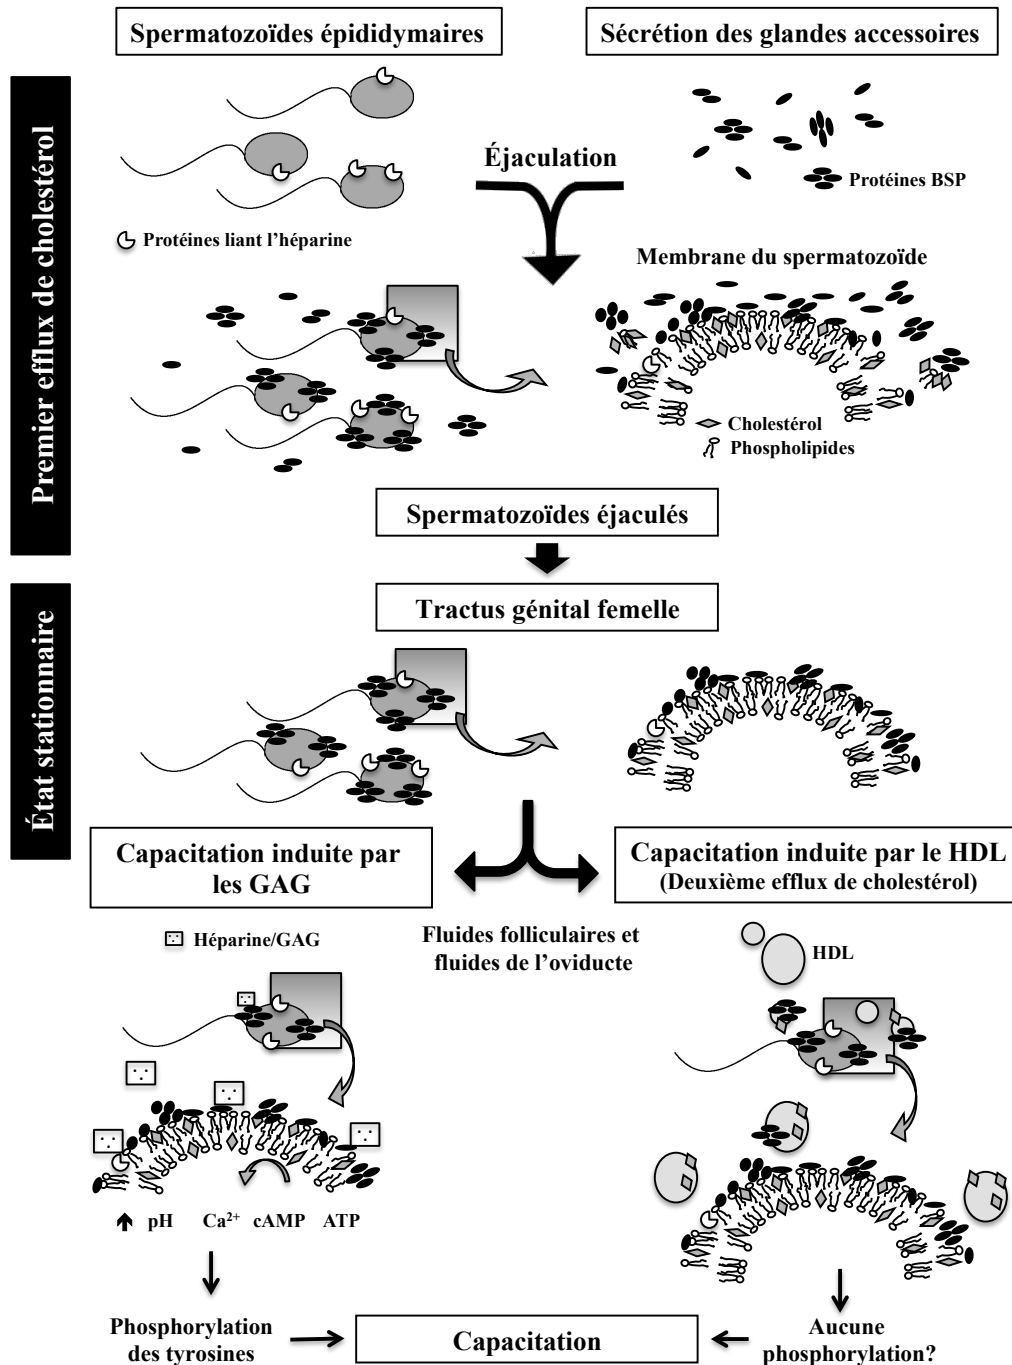 Spermatozoïdes épididymaires
Sécrétion des glandes accessoires
Premier efflux de cholestérol
Éjaculation
Protéines BSP
Protéines liant l'héparine
Membrane du spermatozoïde
Cholestérol
Phospholipides
Spermatozoïdes éjaculés
Tractus génital femelle
État stationnaire
Capacitation induite par
les GAG
Capacitation induite par le HDL
(Deuxième efflux de cholestérol)
Héparine/GAG
Fluides folliculaires et
fluides de l'oviducte
HDL
pH Ca²⁺ cAMP ATP
Phosphorylation
des tyrosines
Capacitation
Aucune
phosphorylation?